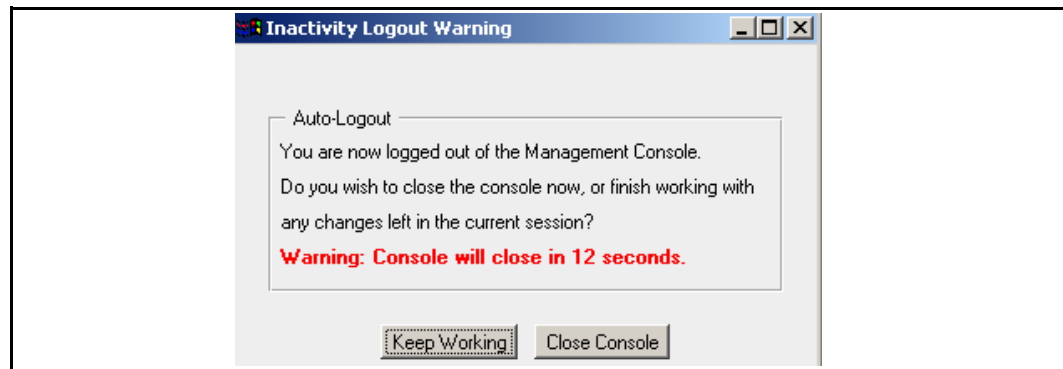 Inactivity Logout Warning
Auto-Logout
You are now logged out of the Management Console.
Do you wish to close the console now, or finish working with
any changes left in the current session?
Warning: Console will close in 12 seconds.
Keep Working Close Console